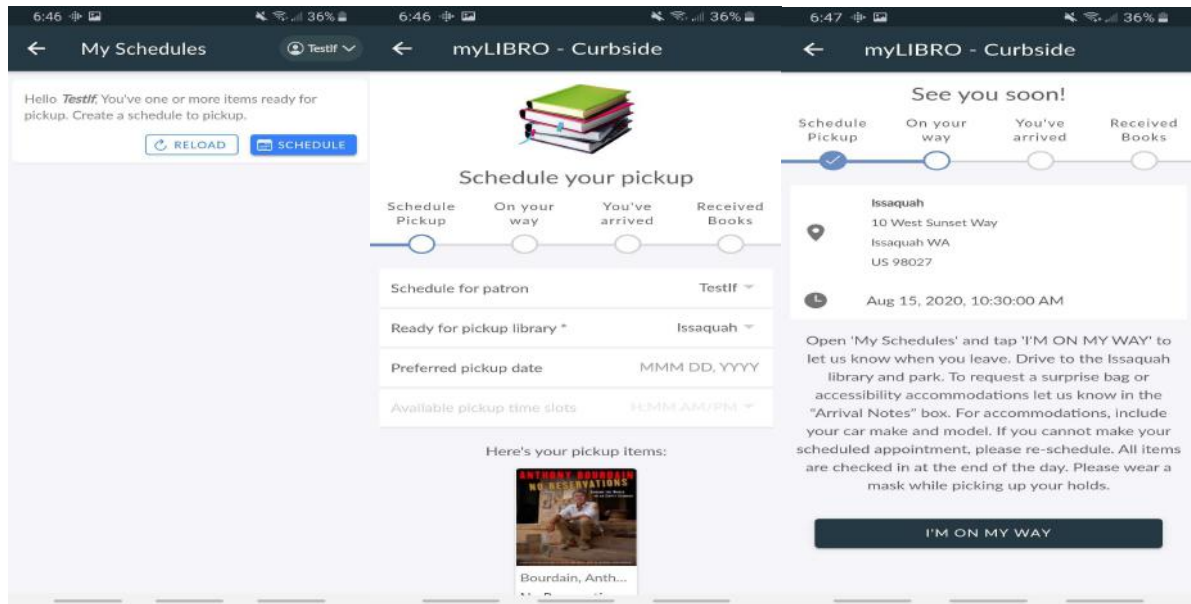 6:46 36%
My Schedules TestIf
Hello TestIf, You've one or more items ready for
pickup. Create a schedule to pickup.
RELOAD SCHEDULE
6:46 36%
myLIBRO - Curbside
Schedule your pickup
Schedule Pickup
On your way
You've arrived
Received Books
Schedule for patron TestIf
Ready for pickup library * Issaquah
Preferred pickup date MMM DD, YYYY
Available pickup time slots H:MM AM/PM
Here's your pickup items:
ANTHONY BOURDAIN
NO RESERVATIONS
Bourdain, Anth...
6:47 36%
myLIBRO - Curbside
See you soon!
Schedule Pickup
On your way
You've arrived
Received Books
Issaquah
10 West Sunset Way
Issaquah WA
US 98027
Aug 15, 2020, 10:30:00 AM
Open 'My Schedules' and tap 'I'M ON MY WAY' to
let us know when you leave. Drive to the Issaquah
library and park. To request a surprise bag or
accessibility accommodations let us know in the
"Arrival Notes" box. For accommodations, include
your car make and model. If you cannot make your
scheduled appointment, please re-schedule. All items
are checked in at the end of the day. Please wear a
mask while picking up your holds.
I'M ON MY WAY